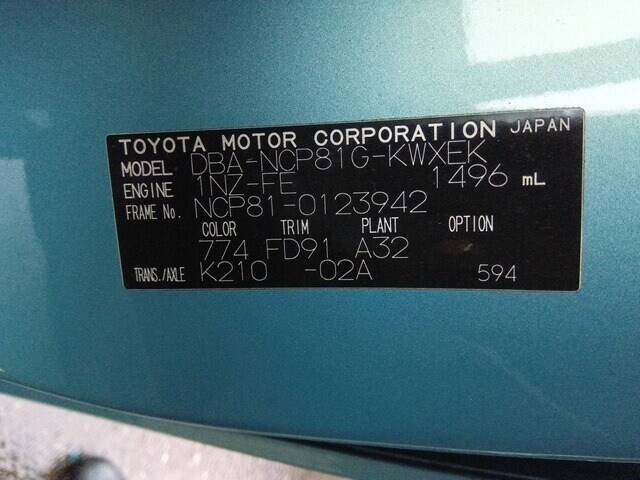 TOYOTA MOTOR CORPORATION JAPAN
MODEL DBA-NCP81G-KWXEK
ENGINE 1NZ-FE 1496 mL
FRAME No. NCP81-0123942
COLOR TRIM PLANT OPTION
774 FD91 A32
TRANS./AXLE K210 -02A 594